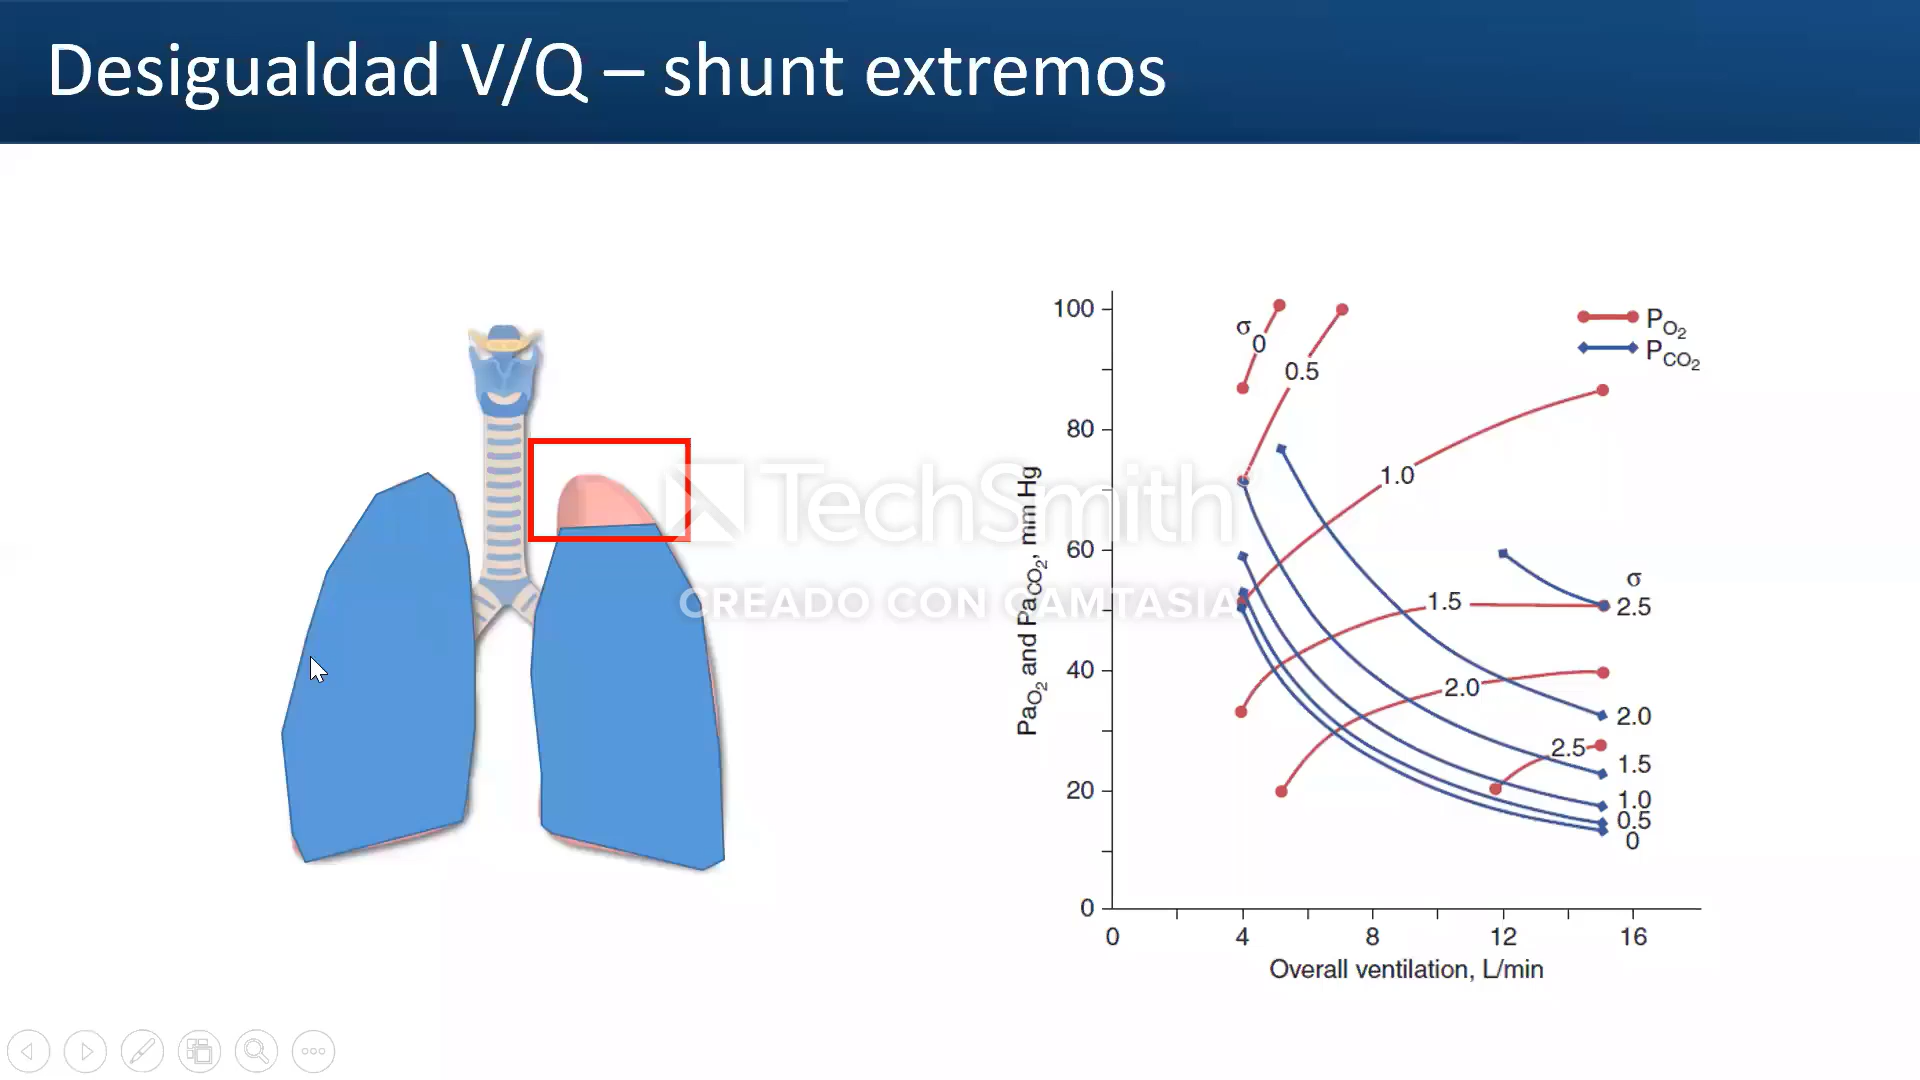 Desigualdad V/Q – shunt extremos
TechSmith
CREADO CON CAMTASIA
PaO2 and PaCO2, mm Hg
100
80
60
40
20
0
0 4 8 12 16
Overall ventilation, L/min
PO2
PCO2
σ
0
0.5
1.0
1.5
2.0
2.5
σ
2.5
2.0
1.5
1.0
0.5
0